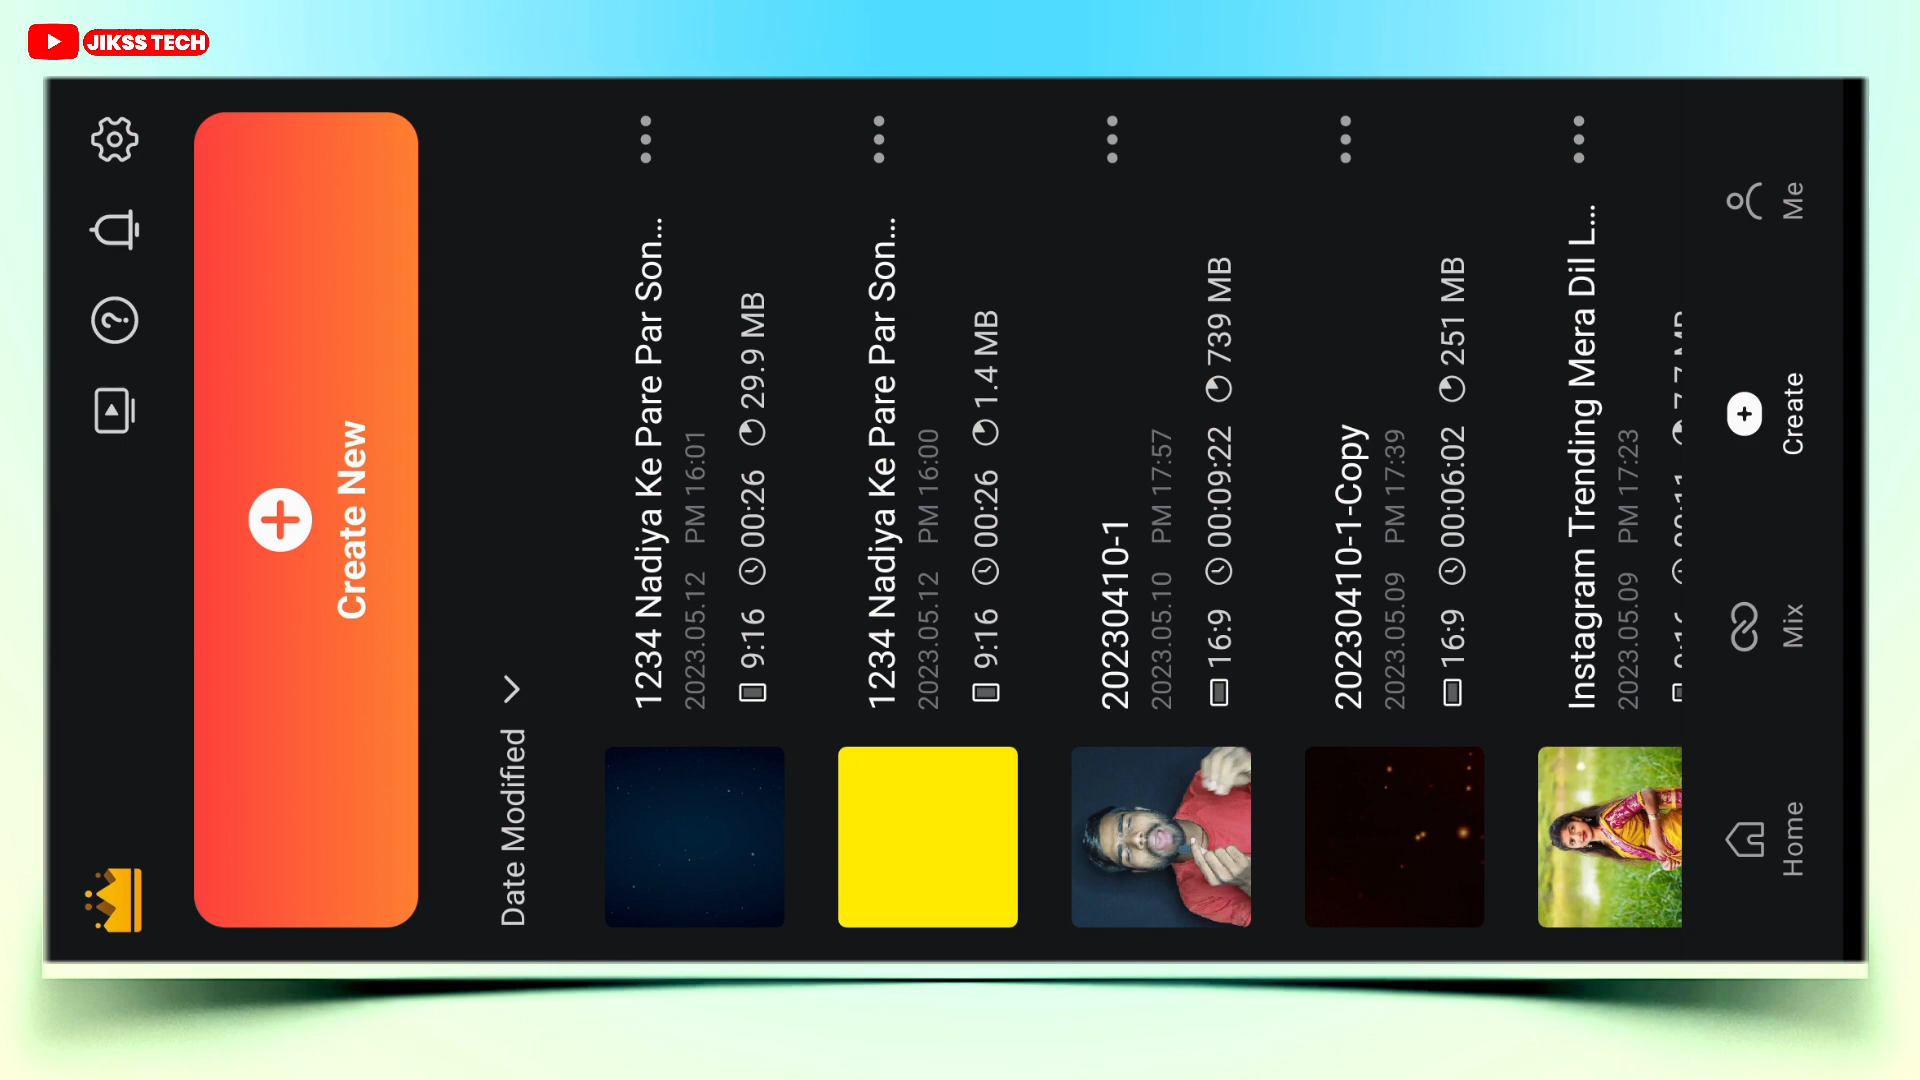 JIKSS TECH
Create New
Date Modified
1234 Nadiya Ke Pare Par Son...
2023.05.12 PM 16:01
9:16 00:26 29.9 MB
1234 Nadiya Ke Pare Par Son...
2023.05.12 PM 16:00
9:16 00:26 1.4 MB
20230410-1
2023.05.10 PM 17:57
16:9 00:09:22 739 MB
20230410-1-Copy
2023.05.09 PM 17:39
16:9 00:06:02 251 MB
Instagram Trending Mera Dil L...
2023.05.09 PM 17:23
Home
Mix
Create
Me